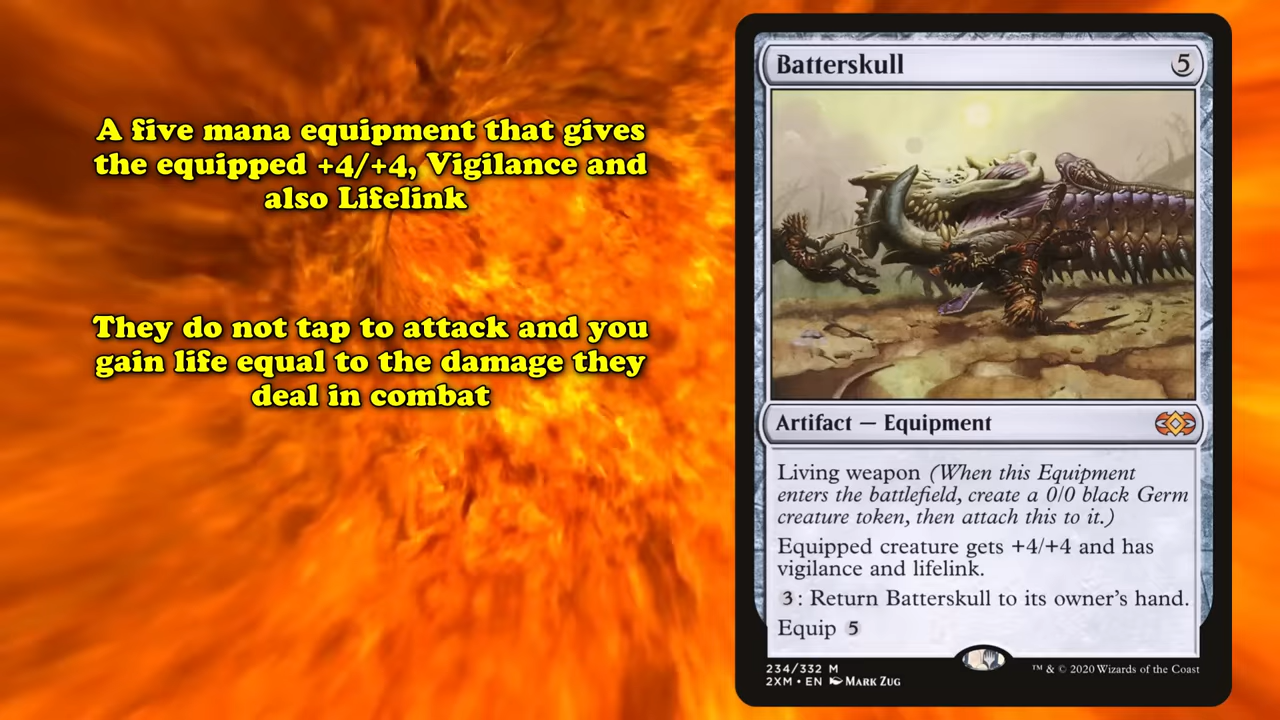 A five mana equipment that gives
the equipped +4/+4, Vigilance and
also Lifelink
They do not tap to attack and you
gain life equal to the damage they
deal in combat
Batterskull 5
Artifact — Equipment
Living weapon (When this Equipment
enters the battlefield, create a 0/0 black Germ
creature token, then attach this to it.)
Equipped creature gets +4/+4 and has
vigilance and lifelink.
3: Return Batterskull to its owner's hand.
Equip 5
234/332 M
2XM • EN Mark Zug
™ & © 2020 Wizards of the Coast